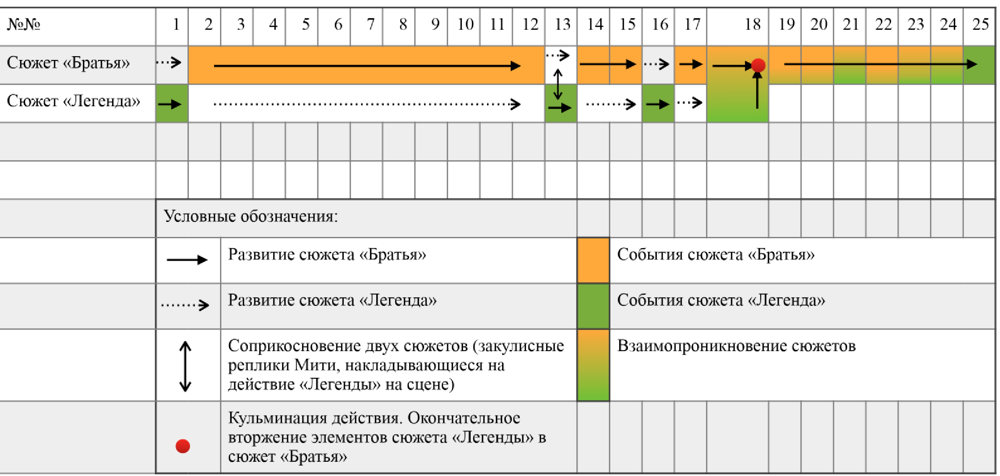 №№ 1 2 3 4 5 6 7 8 9 10 11 12 13 14 15 16 17 18 19 20 21 22 23 24 25
Сюжет «Братья»
Сюжет «Легенда»
Условные обозначения:
Развитие сюжета «Братья»
События сюжета «Братья»
Развитие сюжета «Легенда»
События сюжета «Легенда»
Соприкосновение двух сюжетов (закулисные
реплики Мити, накладывающиеся на
действие «Легенды» на сцене)
Взаимопроникновение сюжетов
Кульминация действия. Окончательное
вторжение элементов сюжета «Легенды» в
сюжет «Братья»